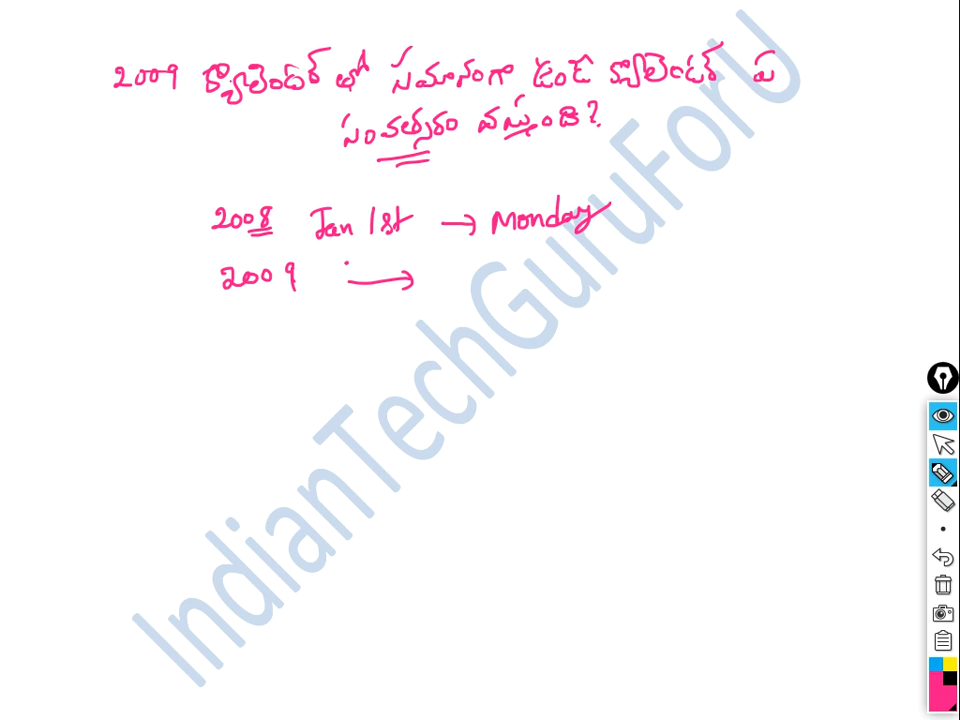 2009 క్యాలెండర్ తో సమానంగా ఉండే క్యాలెండర్ ఏ
సంవత్సరం వస్తుంది?
2008 Jan 1st → Monday
2009 →
IndianTechGuruForU